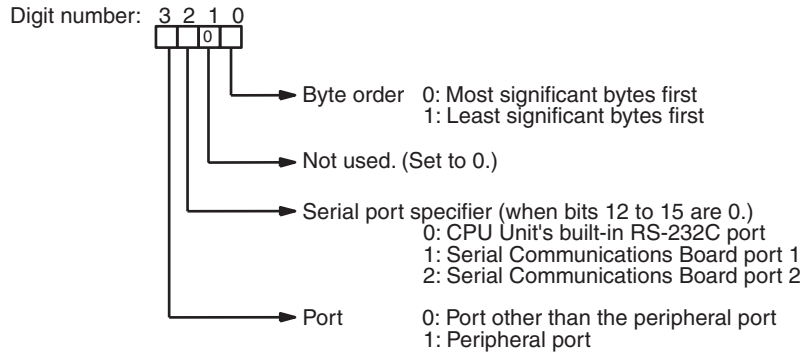 Digit number: 3 2 1 0
0
Byte order 0: Most significant bytes first
1: Least significant bytes first
Not used. (Set to 0.)
Serial port specifier (when bits 12 to 15 are 0.)
0: CPU Unit's built-in RS-232C port
1: Serial Communications Board port 1
2: Serial Communications Board port 2
Port 0: Port other than the peripheral port
1: Peripheral port